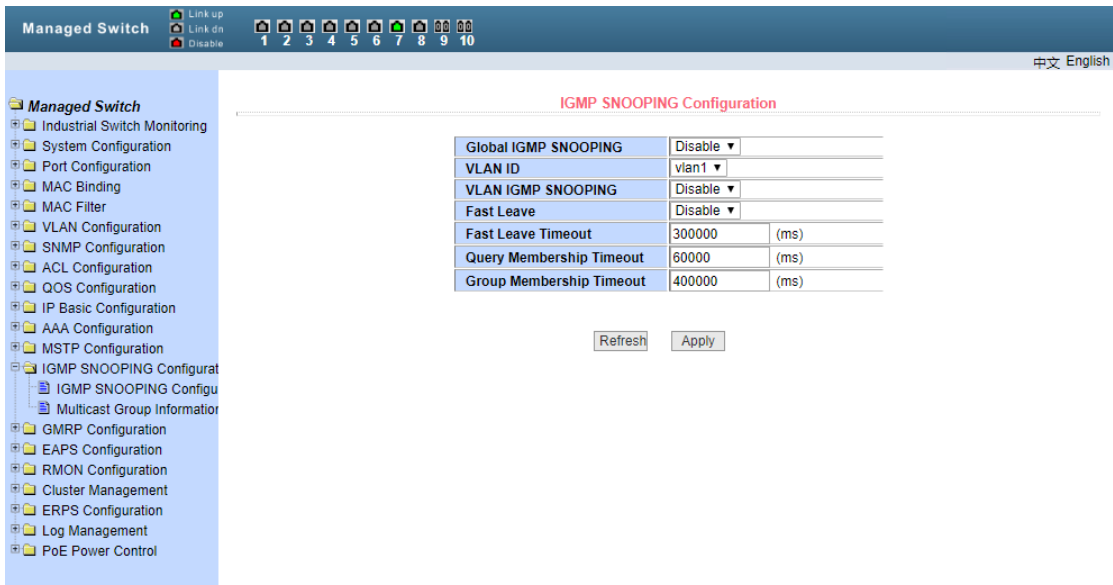 Managed Switch
Link up
Link dn
Disable
1 2 3 4 5 6 7 8 9 10
中文 English
Managed Switch
Industrial Switch Monitoring
System Configuration
Port Configuration
MAC Binding
MAC Filter
VLAN Configuration
SNMP Configuration
ACL Configuration
QOS Configuration
IP Basic Configuration
AAA Configuration
MSTP Configuration
IGMP SNOOPING Configurat
IGMP SNOOPING Configu
Multicast Group Information
GMRP Configuration
EAPS Configuration
RMON Configuration
Cluster Management
ERPS Configuration
Log Management
PoE Power Control
IGMP SNOOPING Configuration
Global IGMP SNOOPING Disable
VLAN ID vlan1
VLAN IGMP SNOOPING Disable
Fast Leave Disable
Fast Leave Timeout 300000 (ms)
Query Membership Timeout 60000 (ms)
Group Membership Timeout 400000 (ms)
Refresh Apply